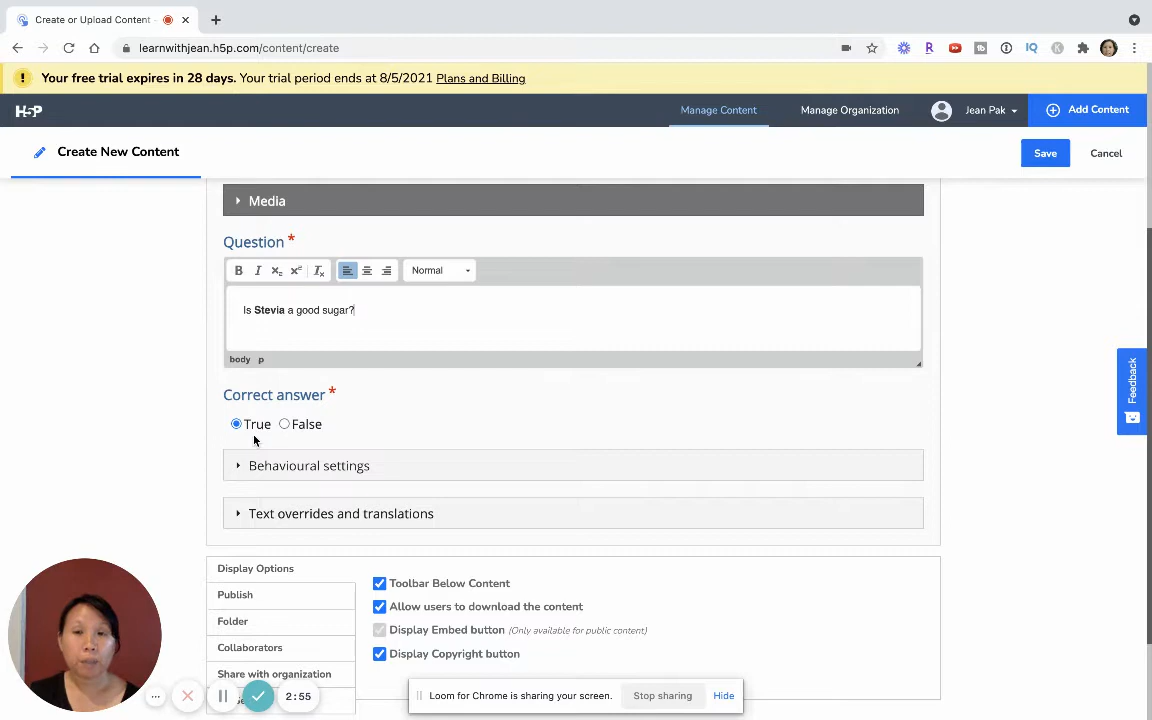 Create or Upload Content -
learnwithjean.h5p.com/content/create
Your free trial expires in 28 days. Your trial period ends at 8/5/2021 Plans and Billing
H5P
Manage Content
Manage Organization
Jean Pak
Add Content
Create New Content
Save
Cancel
Media
Question *
B I x₂ x² Tx Normal
Is Stevia a good sugar?
body p
Feedback
Correct answer *
True False
Behavioural settings
Text overrides and translations
Display Options
Publish
Folder
Collaborators
Share with organization
Toolbar Below Content
Allow users to download the content
Display Embed button (Only available for public content)
Display Copyright button
2:55
Loom for Chrome is sharing your screen.
Stop sharing
Hide